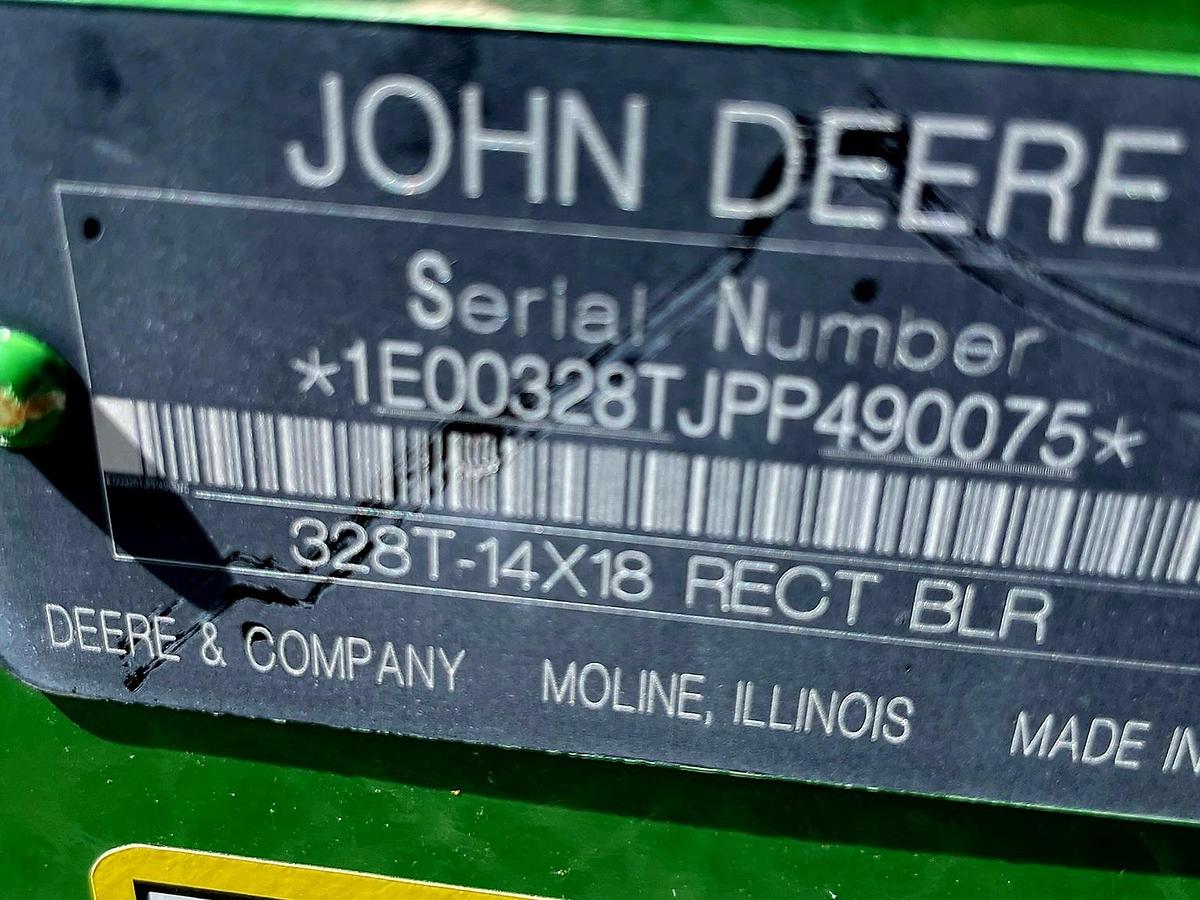 JOHN DEERE
Serial Number
*1E00328TJPP490075*
328T-14X18 RECT BLR
DEERE & COMPANY MOLINE, ILLINOIS MADE IN